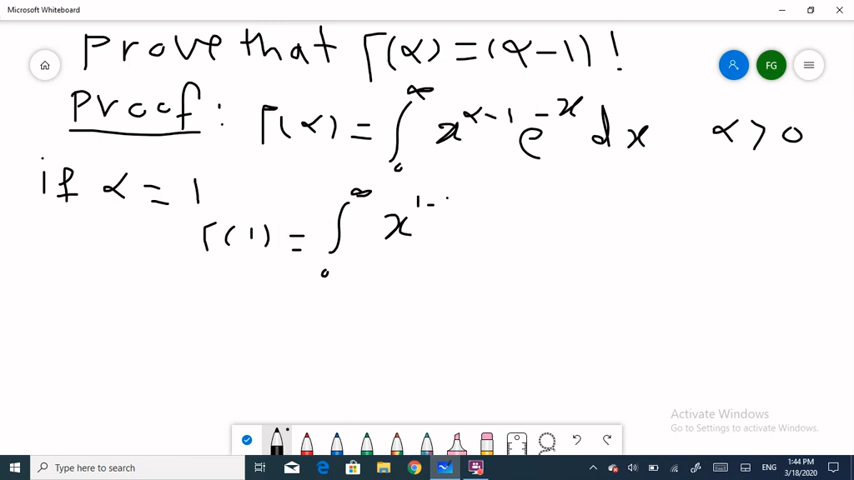 Microsoft Whiteboard
Prove that Γ(α) = (α-1)!
FG
Proof: Γ(α) = ∫₀^∞ x^(α-1) e^(-x) dx α > 0
if α = 1
Γ(1) = ∫₀^∞ x^(1-
Activate Windows
Go to Settings to activate Windows.
Type here to search
ENG
1:44 PM
3/18/2020